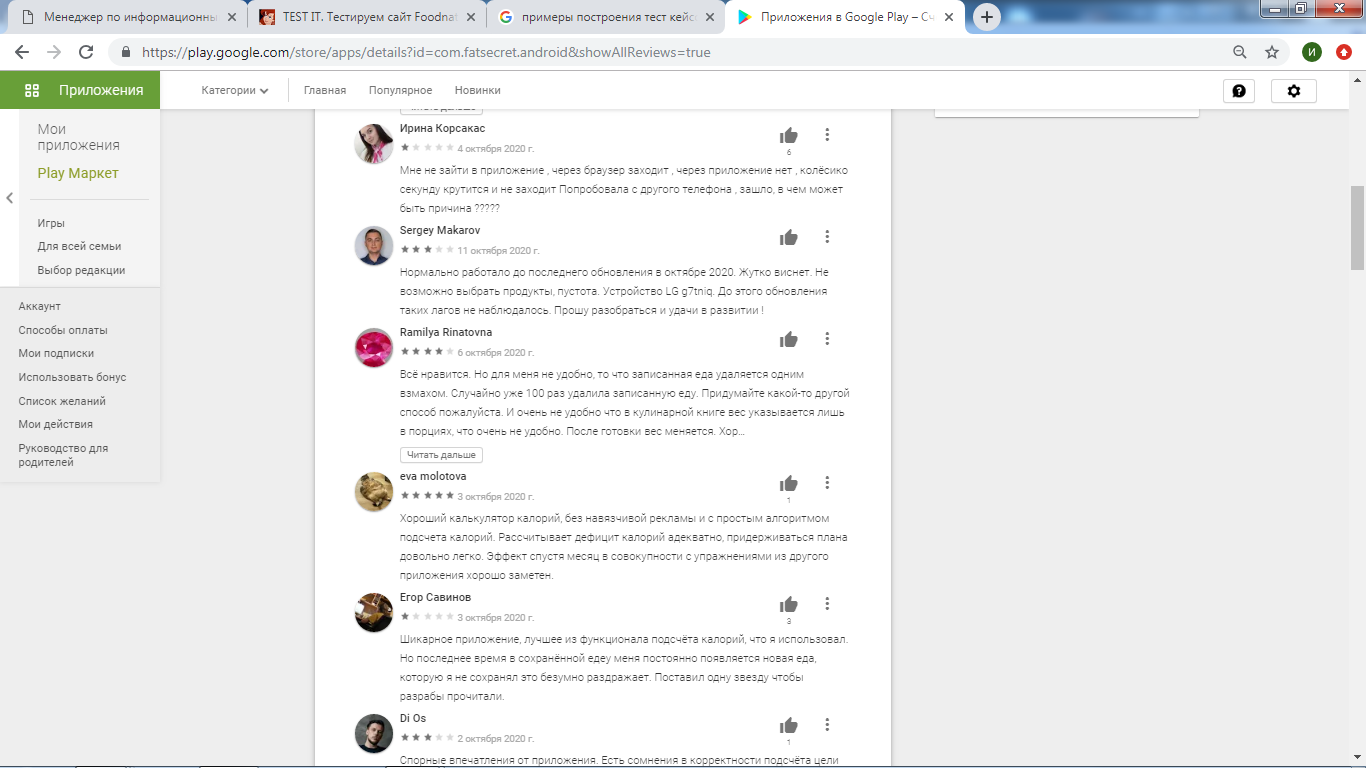 Менеджер по информационны
TEST IT. Тестируем сайт Foodnat
примеры построения тест кейсо
Приложения в Google Play – Сч
https://play.google.com/store/apps/details?id=com.fatsecret.android&showAllReviews=true
И
Приложения
Категории
Главная
Популярное
Новинки
Мои
приложения
Play Маркет
Игры
Для всей семьи
Выбор редакции
Аккаунт
Способы оплаты
Мои подписки
Использовать бонус
Список желаний
Мои действия
Руководство для
родителей
Читать дальше
Ирина Корсакас
4 октября 2020 г.
6
Мне не зайти в приложение , через браузер заходит , через приложение нет , колёсико
секунду крутится и не заходит Попробовала с другого телефона , зашло, в чем может
быть причина ?????
Sergey Makarov
11 октября 2020 г.
Нормально работало до последнего обновления в октябре 2020. Жутко виснет. Не
возможно выбрать продукты, пустота. Устройство LG g7tniq. До этого обновления
таких лагов не наблюдалось. Прошу разобраться и удачи в развитии !
Ramilya Rinatovna
6 октября 2020 г.
Всё нравится. Но для меня не удобно, то что записанная еда удаляется одним
взмахом. Случайно уже 100 раз удалила записанную еду. Придумайте какой-то другой
способ пожалуйста. И очень не удобно что в кулинарной книге вес указывается лишь
в порциях, что очень не удобно. После готовки вес меняется. Хор...
Читать дальше
eva molotova
3 октября 2020 г.
1
Хороший калькулятор калорий, без навязчивой рекламы и с простым алгоритмом
подсчета калорий. Рассчитывает дефицит калорий адекватно, придерживаться плана
довольно легко. Эффект спустя месяц в совокупности с упражнениями из другого
приложения хорошо заметен.
Егор Савинов
3 октября 2020 г.
3
Шикарное приложение, лучшее из функционала подсчёта калорий, что я использовал.
Но последнее время в сохранённой едеу меня постоянно появляется новая еда,
которую я не сохранял это безумно раздражает. Поставил одну звезду чтобы
разрабы прочитали.
Di Os
2 октября 2020 г.
1
Спорные впечатления от приложения. Есть сомнения в корректности подсчёта цели